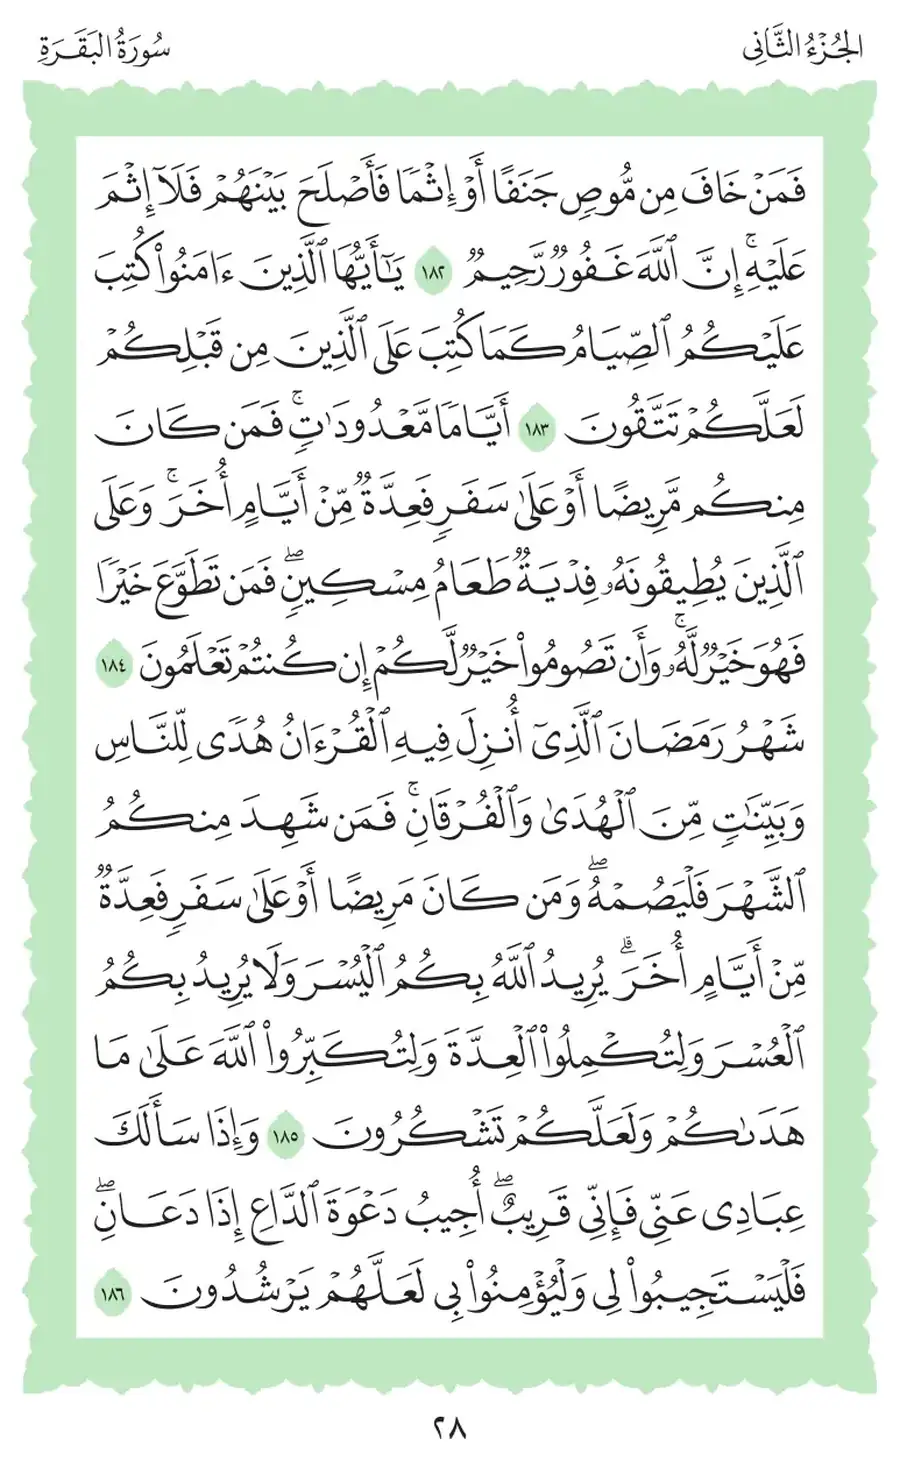 الجُزْءُ الثَّانِي
سُورَةُ البَقَرَةِ
فَمَنْ خَافَ مِن مُّوصٍ جَنَفًا أَوْ إِثْمًا فَأَصْلَحَ بَيْنَهُمْ فَلَآ إِثْمَ
عَلَيْهِۚ إِنَّ ٱللَّهَ غَفُورٌ رَّحِيمٌ ١٨٢ يَٰٓأَيُّهَا ٱلَّذِينَ ءَامَنُوا۟ كُتِبَ
عَلَيْكُمُ ٱلصِّيَامُ كَمَا كُتِبَ عَلَى ٱلَّذِينَ مِن قَبْلِكُمْ
لَعَلَّكُمْ تَتَّقُونَ ١٨٣ أَيَّامًا مَّعْدُودَٰتٍۚ فَمَن كَانَ
مِنكُم مَّرِيضًا أَوْ عَلَىٰ سَفَرٍ فَعِدَّةٌ مِّنْ أَيَّامٍ أُخَرَۚ وَعَلَى
ٱلَّذِينَ يُطِيقُونَهُۥ فِدْيَةٌ طَعَامُ مِسْكِينٍۖ فَمَن تَطَوَّعَ خَيْرًا
فَهُوَ خَيْرٌ لَّهُۥۚ وَأَن تَصُومُوا۟ خَيْرٌ لَّكُمْ إِن كُنتُمْ تَعْلَمُونَ ١٨٤
شَهْرُ رَمَضَانَ ٱلَّذِىٓ أُنزِلَ فِيهِ ٱلْقُرْءَانُ هُدًى لِّلنَّاسِ
وَبَيِّنَٰتٍ مِّنَ ٱلْهُدَىٰ وَٱلْفُرْقَانِۚ فَمَن شَهِدَ مِنكُمُ
ٱلشَّهْرَ فَلْيَصُمْهُۖ وَمَن كَانَ مَرِيضًا أَوْ عَلَىٰ سَفَرٍ فَعِدَّةٌ
مِّنْ أَيَّامٍ أُخَرَۗ يُرِيدُ ٱللَّهُ بِكُمُ ٱلْيُسْرَ وَلَا يُرِيدُ بِكُمُ
ٱلْعُسْرَ وَلِتُكْمِلُوا۟ ٱلْعِدَّةَ وَلِتُكَبِّرُوا۟ ٱللَّهَ عَلَىٰ مَا
هَدَىٰكُمْ وَلَعَلَّكُمْ تَشْكُرُونَ ١٨٥ وَإِذَا سَأَلَكَ
عِبَادِى عَنِّى فَإِنِّى قَرِيبٌۖ أُجِيبُ دَعْوَةَ ٱلدَّاعِ إِذَا دَعَانِۖ
فَلْيَسْتَجِيبُوا۟ لِى وَلْيُؤْمِنُوا۟ بِى لَعَلَّهُمْ يَرْشُدُونَ ١٨٦
٢٨